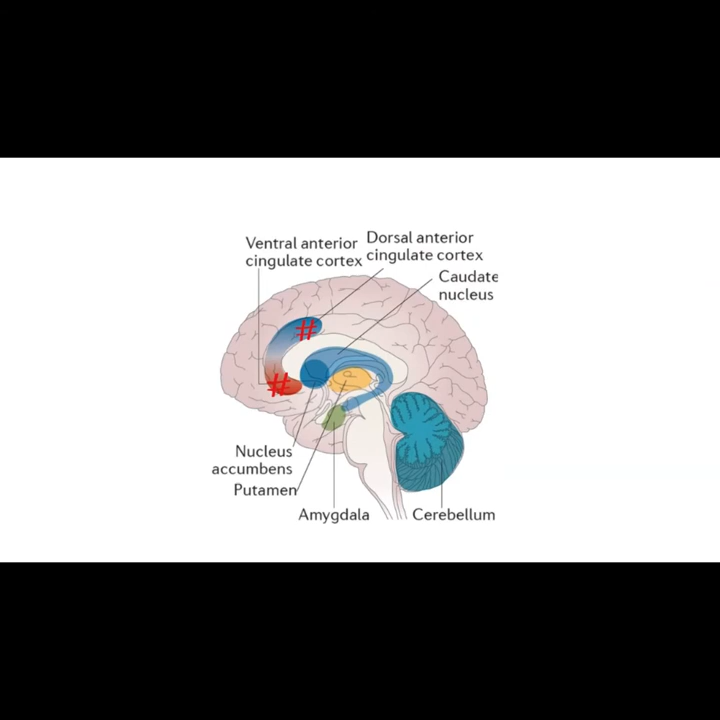 Ventral anterior
cingulate cortex
Dorsal anterior
cingulate cortex
Caudate
nucleus
#
#
Nucleus
accumbens
Putamen
Amygdala
Cerebellum